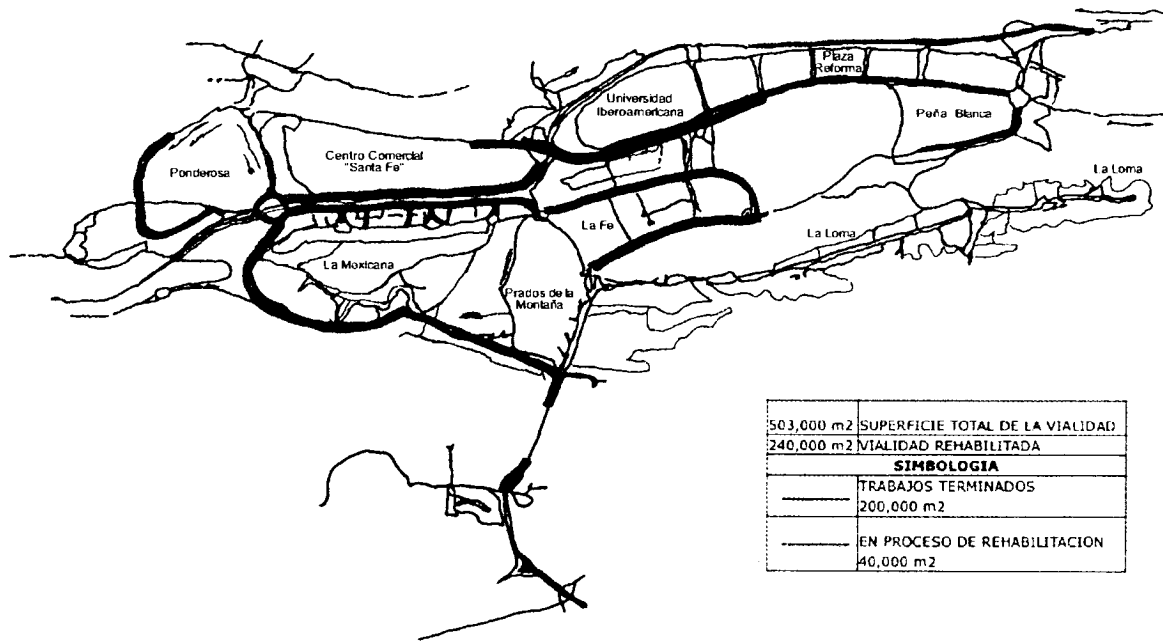 Plaza
Reforma
Universidad
Iberoamericana
Peña Blanca
Centro Comercial
"Santa Fe"
Ponderosa
La Loma
La Fe
La Loma
La Mexicana
Prados de la
Montaña
503,000 m2 SUPERFICIE TOTAL DE LA VIALIDAD
240,000 m2 VIALIDAD REHABILITADA
SIMBOLOGIA
TRABAJOS TERMINADOS
200,000 m2
EN PROCESO DE REHABILITACION
40,000 m2